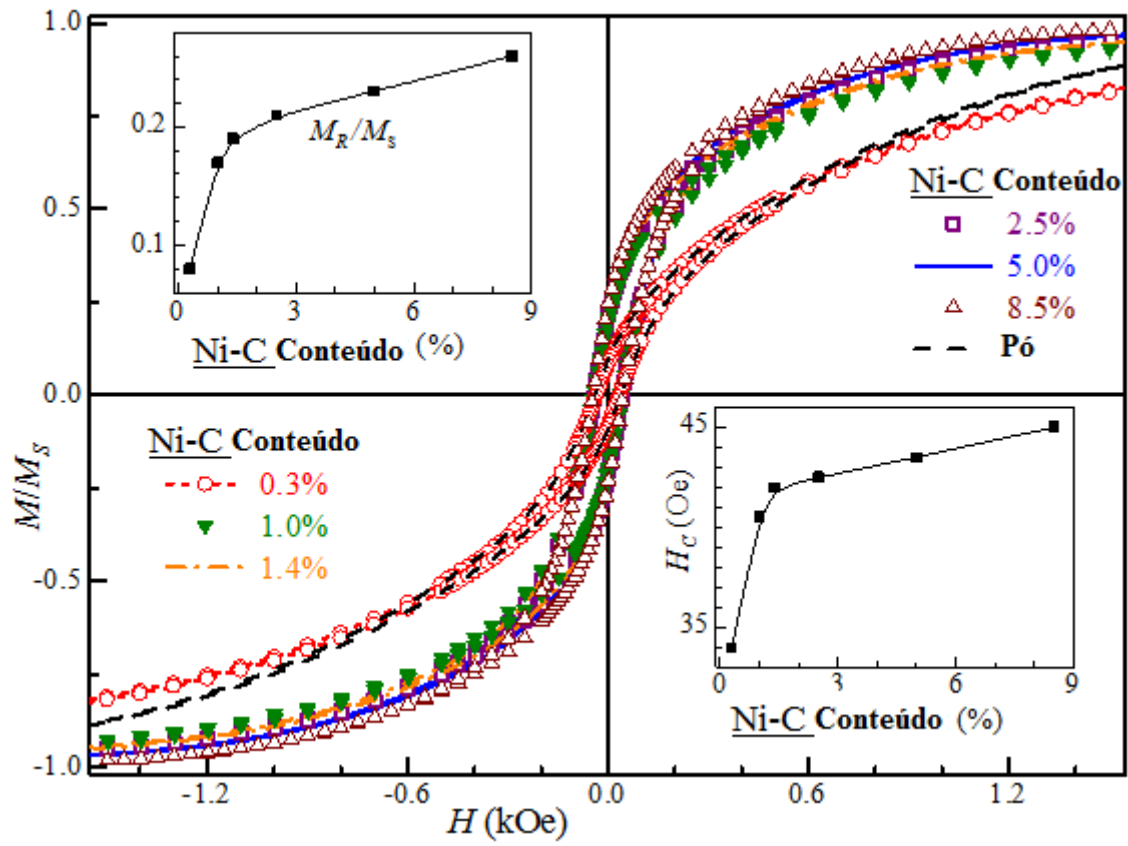 1.0
0.5
0.0
-0.5
-1.0
M/M_S
-1.2 -0.6 0.0 0.6 1.2
H (kOe)
0.2
0.1
M_R/M_S
0 3 6 9
Ni-C Conteúdo (%)
Ni-C Conteúdo
2.5%
5.0%
8.5%
Pó
Ni-C Conteúdo
0.3%
1.0%
1.4%
45
35
H_C (Oe)
0 3 6 9
Ni-C Conteúdo (%)